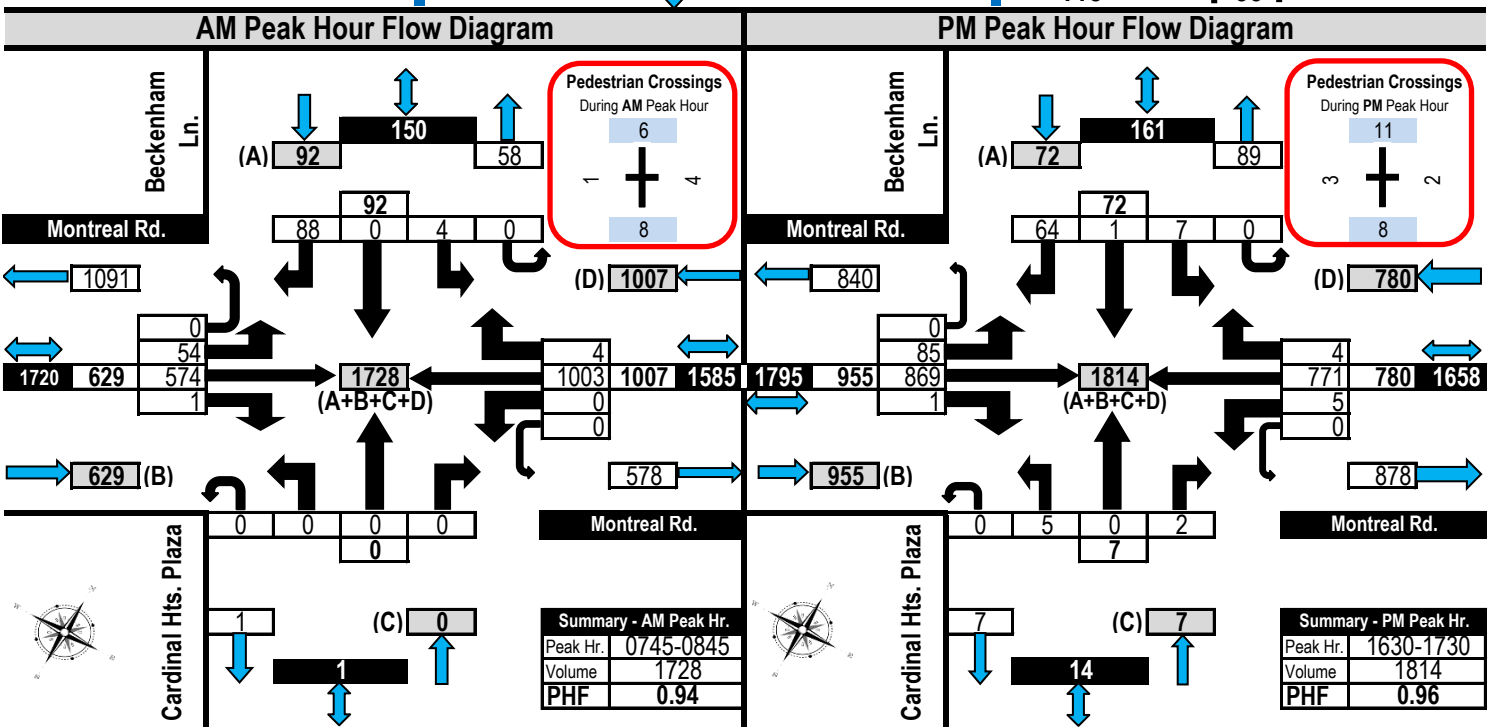 AM Peak Hour Flow Diagram
Beckenham
Ln.
Pedestrian Crossings
During AM Peak Hour
6
1
4
8
150
(A) 92
58
92
88 0 4 0
Montreal Rd.
1091
(D) 1007
0
54
4
1720 629 574
1728
1003 1007 1585
(A+B+C+D)
1
0
0
629 (B)
578
0 0 0 0
0
Montreal Rd.
Cardinal Hts. Plaza
1
(C) 0
1
Summary - AM Peak Hr.
Peak Hr. 0745-0845
Volume 1728
PHF 0.94
PM Peak Hour Flow Diagram
Beckenham
Ln.
Pedestrian Crossings
During PM Peak Hour
11
3
2
8
161
(A) 72
89
72
64 1 7 0
Montreal Rd.
840
(D) 780
0
85
4
1795 955 869
1814
771 780 1658
(A+B+C+D)
1
5
0
955 (B)
878
0 5 0 2
7
Montreal Rd.
Cardinal Hts. Plaza
7
(C) 7
14
Summary - PM Peak Hr.
Peak Hr. 1630-1730
Volume 1814
PHF 0.96